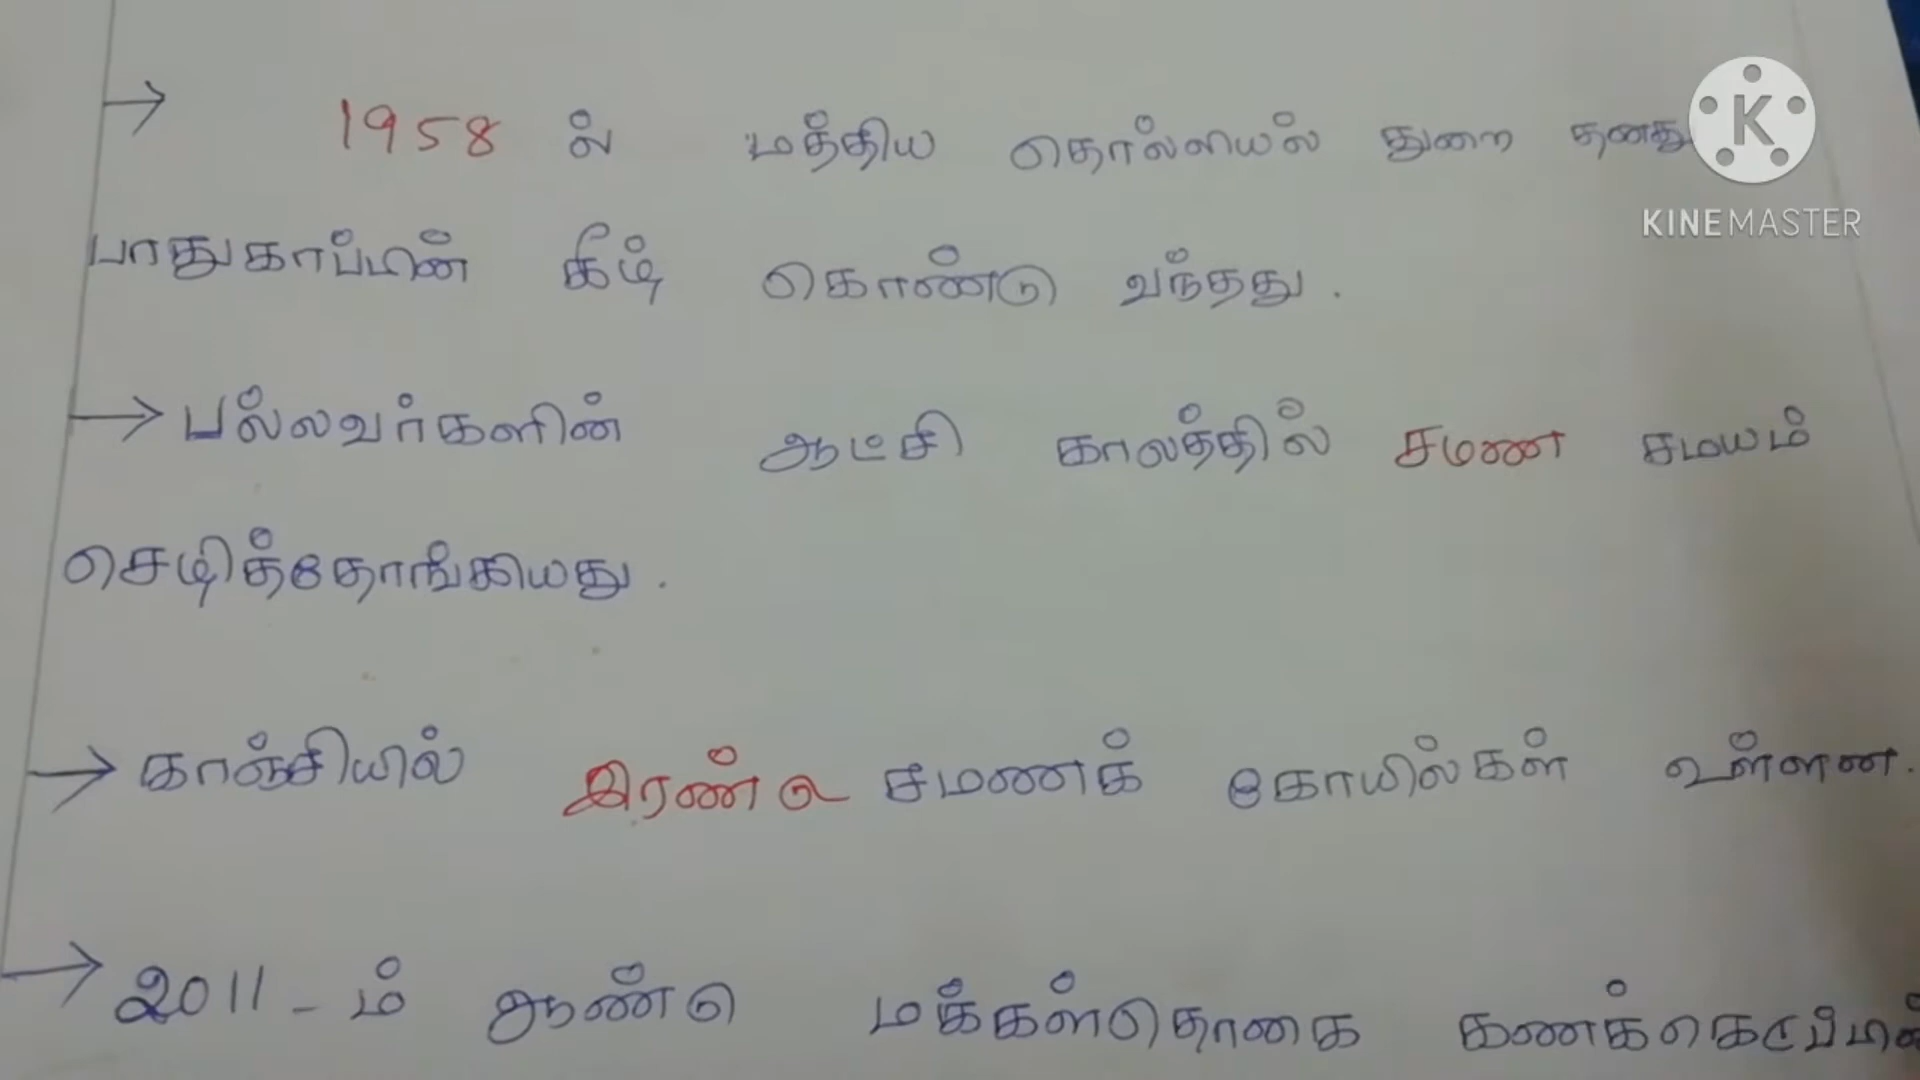 → 1958 ல் மத்திய தொல்லியல் துறை தனது
பாதுகாப்பின் கீழ் கொண்டு வந்தது.
→ பல்லவர்களின் ஆட்சி காலத்தில் சமண சமயம்
செழித்தோங்கியது.
→ காஞ்சியில் இரண்டு சமணக் கோயில்கள் உள்ளன.
→ 2011-ம் ஆண்டு மக்கள்தொகை கணக்கெடுப்பின்
K
KINEMASTER